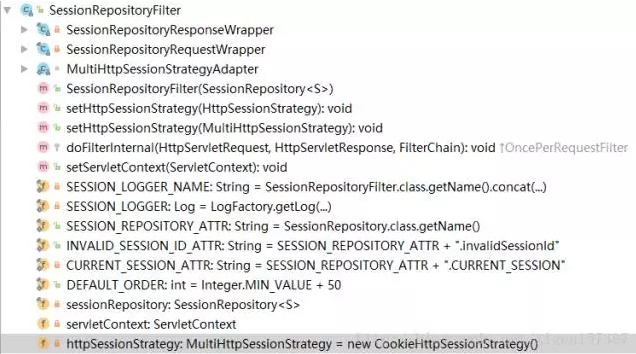 SessionRepositoryFilter
SessionRepositoryResponseWrapper
SessionRepositoryRequestWrapper
MultiHttpSessionStrategyAdapter
SessionRepositoryFilter(SessionRepository<S>)
setHttpSessionStrategy(HttpSessionStrategy): void
setHttpSessionStrategy(MultiHttpSessionStrategy): void
doFilterInternal(HttpServletRequest, HttpServletResponse, FilterChain): void ↑OncePerRequestFilter
setServletContext(ServletContext): void
SESSION_LOGGER_NAME: String = SessionRepositoryFilter.class.getName().concat(...)
SESSION_LOGGER: Log = LogFactory.getLog(...)
SESSION_REPOSITORY_ATTR: String = SessionRepository.class.getName()
INVALID_SESSION_ID_ATTR: String = SESSION_REPOSITORY_ATTR + ".invalidSessionId"
CURRENT_SESSION_ATTR: String = SESSION_REPOSITORY_ATTR + ".CURRENT_SESSION"
DEFAULT_ORDER: int = Integer.MIN_VALUE + 50
sessionRepository: SessionRepository<S>
servletContext: ServletContext
httpSessionStrategy: MultiHttpSessionStrategy = new CookieHttpSessionStrategy()